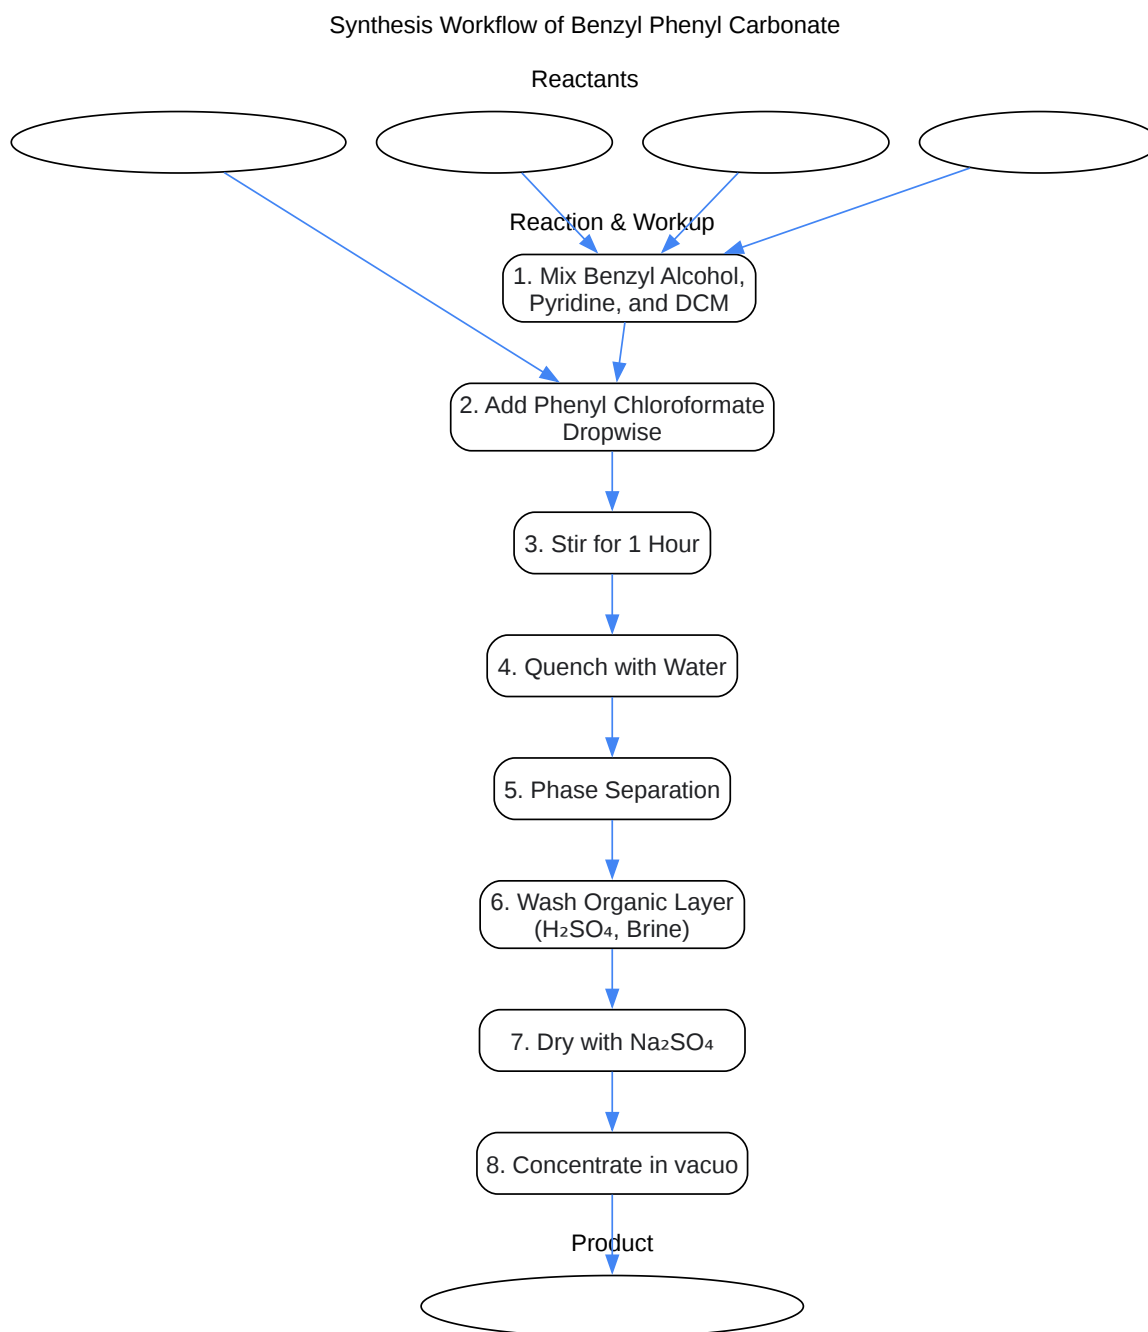 Synthesis Workflow of Benzyl Phenyl Carbonate
Reactants
Reaction & Workup
1. Mix Benzyl Alcohol,
Pyridine, and DCM
2. Add Phenyl Chloroformate
Dropwise
3. Stir for 1 Hour
4. Quench with Water
5. Phase Separation
6. Wash Organic Layer
(H₂SO₄, Brine)
7. Dry with Na₂SO₄
8. Concentrate in vacuo
Product